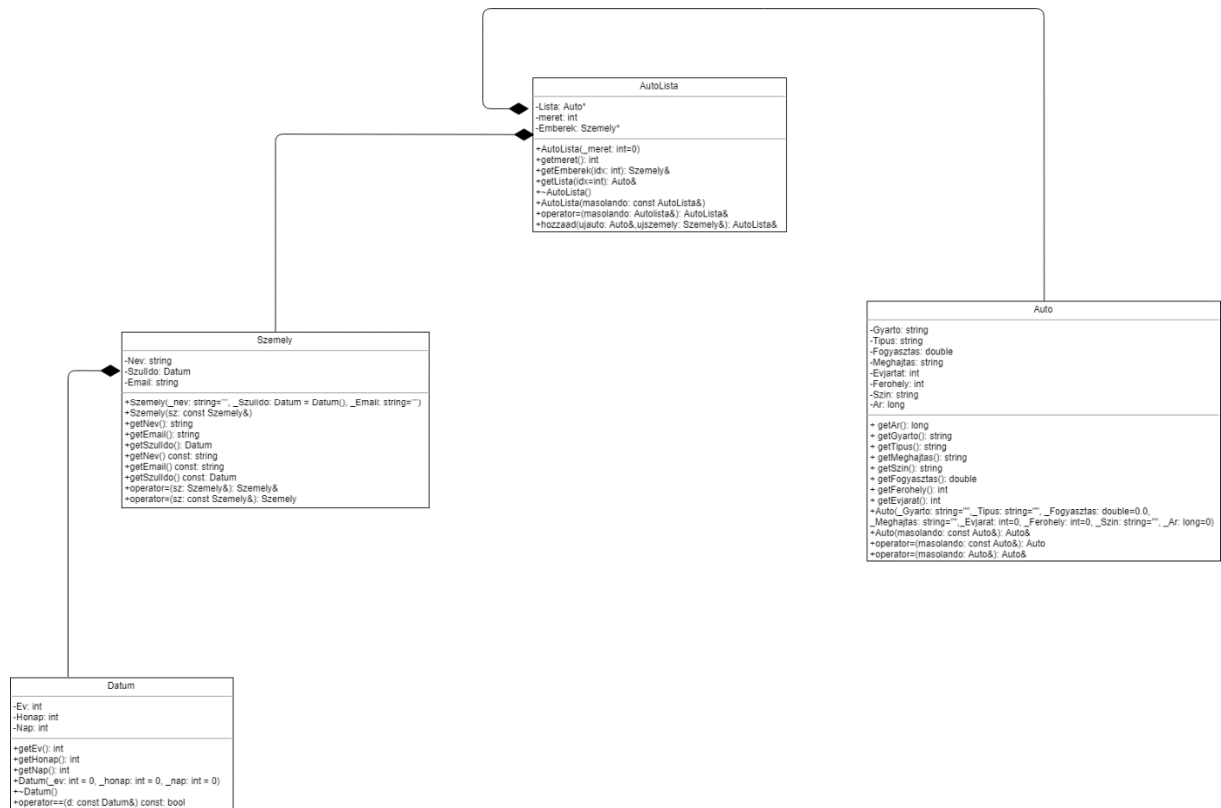 AutoLista
-Lista: Auto*
-meret: int
-Emberek: Szemely*
+AutoLista(_meret: int=0)
+getmeret(): int
+getEmberek(idx: int): Szemely&
+getLista(idx=int): Auto&
+~AutoLista()
+AutoLista(masolando: const AutoLista&)
+operator=(masolando: Autolista&): AutoLista&
+hozzaad(ujauto: Auto&,ujszemely: Szemely&): AutoLista&
Auto
-Gyarto: string
-Tipus: string
-Fogyasztas: double
-Meghajtas: string
-Evjartat: int
-Ferohely: int
-Szin: string
-Ar: long
+ getAr(): long
+ getGyarto(): string
+ getTipus(): string
+ getMeghajtas(): string
+ getSzin(): string
+ getFogyasztas(): double
+ getFerohely(): int
+ getEvjarat(): int
+Auto(_Gyarto: string="",_Tipus: string="", _Fogyasztas: double=0.0,
_Meghajtas: string="",_Evjarat: int=0, _Ferohely: int=0, _Szin: string="", _Ar: long=0)
+Auto(masolando: const Auto&): Auto&
+operator=(masolando: const Auto&): Auto
+operator=(masolando: Auto&): Auto&
Szemely
-Nev: string
-SzulIdo: Datum
-Email: string
+Szemely(_nev: string="", _SzulIdo: Datum = Datum(), _Email: string="")
+Szemely(sz: const Szemely&)
+getNev(): string
+getEmail(): string
+getSzulIdo(): Datum
+getNev() const: string
+getEmail() const: string
+getSzulIdo() const: Datum
+operator=(sz: Szemely&): Szemely&
+operator=(sz: const Szemely&): Szemely
Datum
-Ev: int
-Honap: int
-Nap: int
+getEv(): int
+getHonap(): int
+getNap(): int
+Datum(_ev: int = 0, _honap: int = 0, _nap: int = 0)
+~Datum()
+operator==(d: const Datum&) const: bool